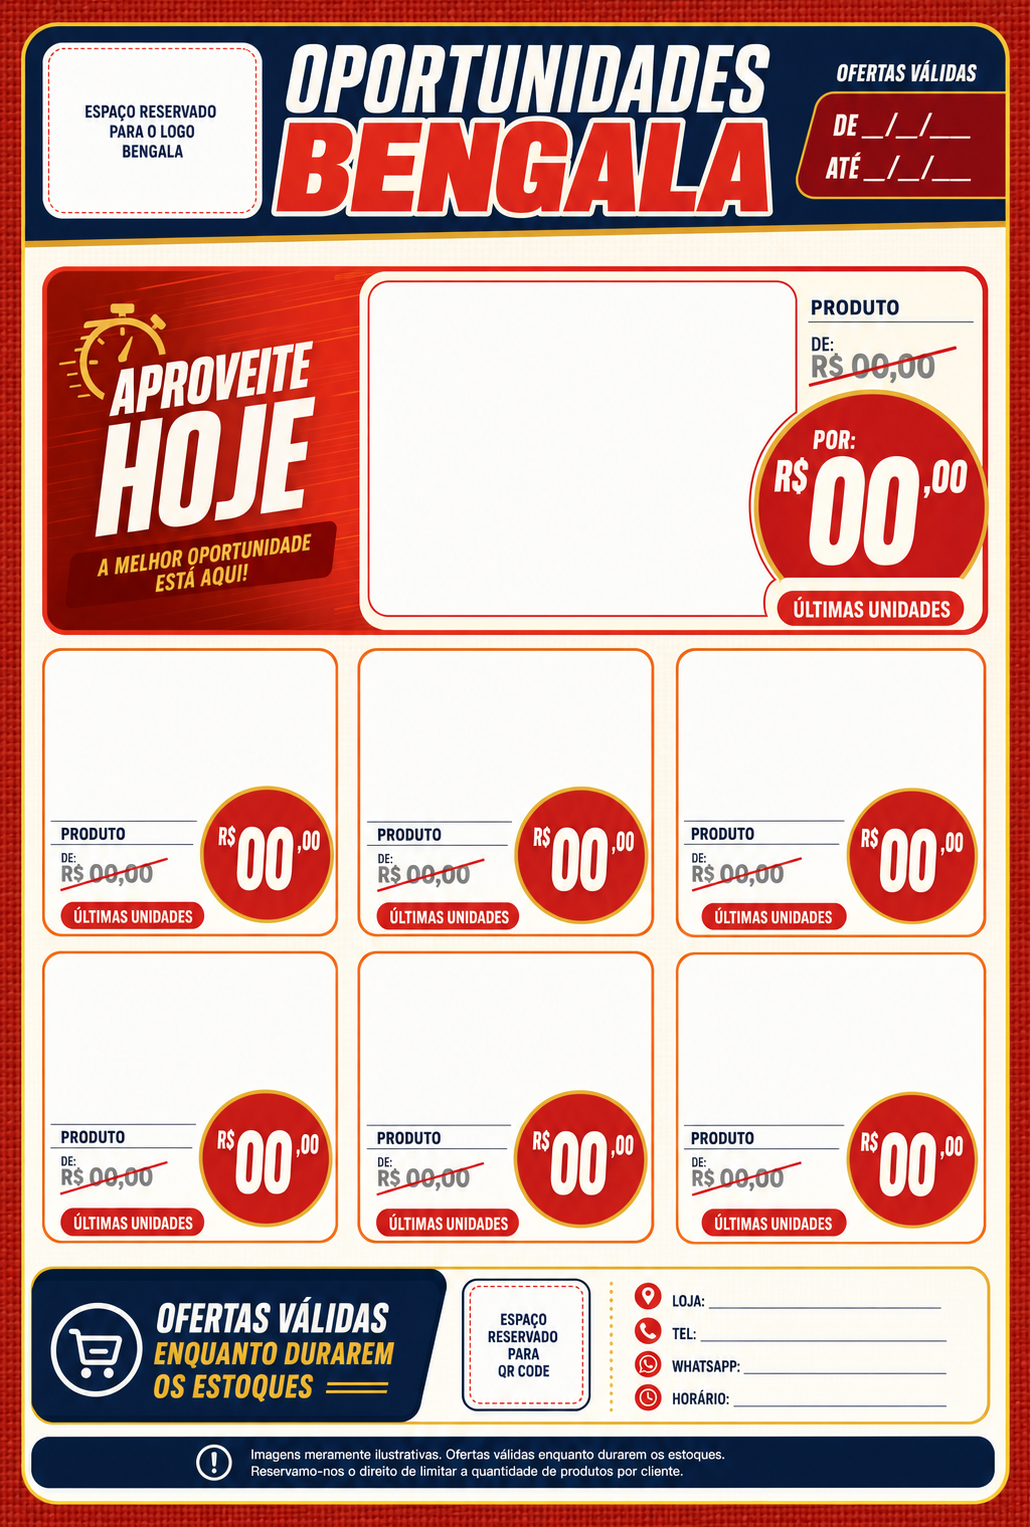 ESPAÇO RESERVADO
PARA O LOGO
BENGALA
OPORTUNIDADES
BENGALA
OFERTAS VÁLIDAS
DE __/__/___
ATÉ __/__/___
APROVEITE
HOJE
A MELHOR OPORTUNIDADE
ESTÁ AQUI!
PRODUTO
DE:
R$ 00,00
POR:
R$ 00,00
ÚLTIMAS UNIDADES
PRODUTO
DE:
R$ 00,00
ÚLTIMAS UNIDADES
R$ 00,00
PRODUTO
DE:
R$ 00,00
ÚLTIMAS UNIDADES
R$ 00,00
PRODUTO
DE:
R$ 00,00
ÚLTIMAS UNIDADES
R$ 00,00
PRODUTO
DE:
R$ 00,00
ÚLTIMAS UNIDADES
R$ 00,00
PRODUTO
DE:
R$ 00,00
ÚLTIMAS UNIDADES
R$ 00,00
PRODUTO
DE:
R$ 00,00
ÚLTIMAS UNIDADES
R$ 00,00
OFERTAS VÁLIDAS
ENQUANTO DURAREM
OS ESTOQUES
ESPAÇO
RESERVADO
PARA
QR CODE
LOJA:
TEL:
WHATSAPP:
HORÁRIO:
Imagens meramente ilustrativas. Ofertas válidas enquanto durarem os estoques.
Reservamo-nos o direito de limitar a quantidade de produtos por cliente.